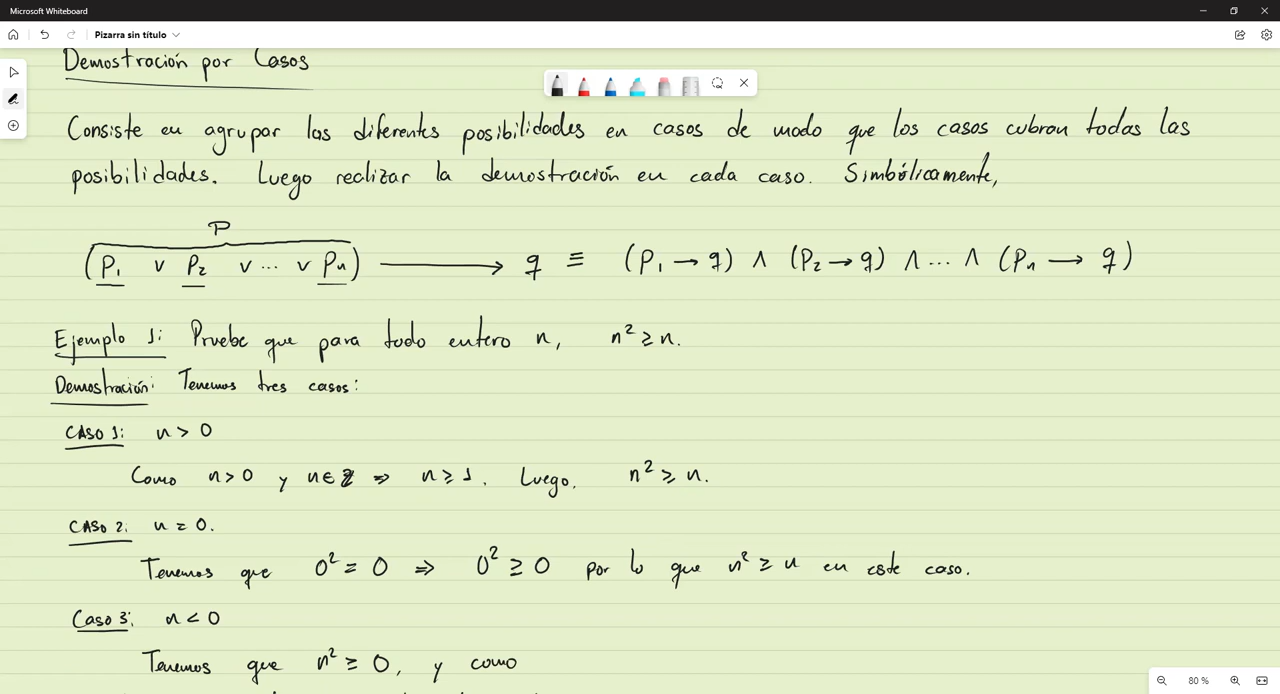 Microsoft Whiteboard
Pizarra sin título
Demostración por Casos
Consiste en agrupar las diferentes posibilidades en casos de modo que los casos cubran todas las
posibilidades. Luego realizar la demostración en cada caso. Simbólicamente,
P
(P₁ ∨ P₂ ∨ ... ∨ Pₙ) ⟶ q ≡ (P₁ → q) ∧ (P₂ → q) ∧ ... ∧ (Pₙ → q)
Ejemplo 1: Pruebe que para todo entero n, n² ≥ n.
Demostración: Tenemos tres casos:
CASO 1: n > 0
Como n > 0 y n ∈ ℤ ⇒ n ≥ 1. Luego, n² ≥ n.
CASO 2: n = 0.
Tenemos que 0² = 0 ⇒ 0² ≥ 0 por lo que n² ≥ n en este caso.
Caso 3: n < 0
Tenemos que n² ≥ 0, y como
80 %